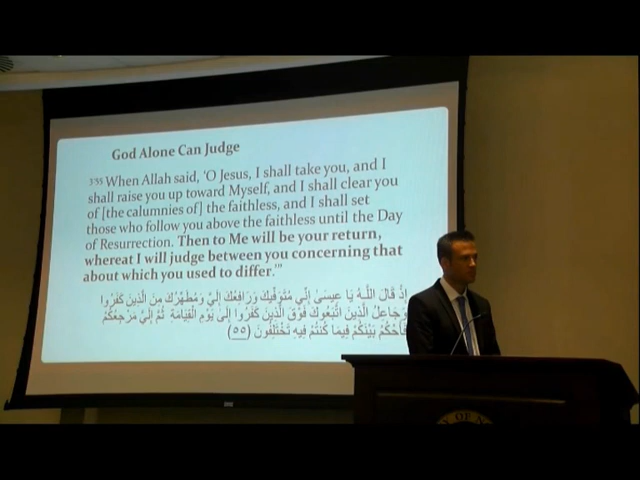 God Alone Can Judge
3:55 When Allah said, 'O Jesus, I shall take you, and I
shall raise you up toward Myself, and I shall clear you
of [the calumnies of] the faithless, and I shall set
those who follow you above the faithless until the Day
of Resurrection. Then to Me will be your return,
whereat I will judge between you concerning that
about which you used to differ.'"
إِذْ قَالَ اللَّـهُ يَا عِيسَىٰ إِنِّي مُتَوَفِّيكَ وَرَافِعُكَ إِلَيَّ وَمُطَهِّرُكَ مِنَ الَّذِينَ كَفَرُوا
وَجَاعِلُ الَّذِينَ اتَّبَعُوكَ فَوْقَ الَّذِينَ كَفَرُوا إِلَىٰ يَوْمِ الْقِيَامَةِ ثُمَّ إِلَيَّ مَرْجِعُكُمْ
فَأَحْكُمُ بَيْنَكُمْ فِيمَا كُنتُمْ فِيهِ تَخْتَلِفُونَ ﴿٥٥﴾
OF